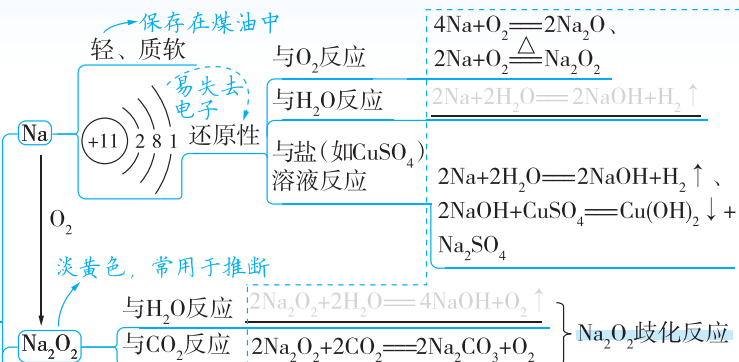 保存在煤油中
轻、质软
易失去
电子
Na
+11 2 8 1
还原性
与O₂反应
4Na+O₂══2Na₂O、
2Na+O₂══Na₂O₂
△
与H₂O反应
2Na+2H₂O══2NaOH+H₂↑
与盐(如CuSO₄)
溶液反应
2Na+2H₂O══2NaOH+H₂↑、
2NaOH+CuSO₄══Cu(OH)₂↓+
Na₂SO₄
O₂
淡黄色，常用于推断
Na₂O₂
与H₂O反应
2Na₂O₂+2H₂O══4NaOH+O₂↑
与CO₂反应
2Na₂O₂+2CO₂══2Na₂CO₃+O₂
Na₂O₂歧化反应